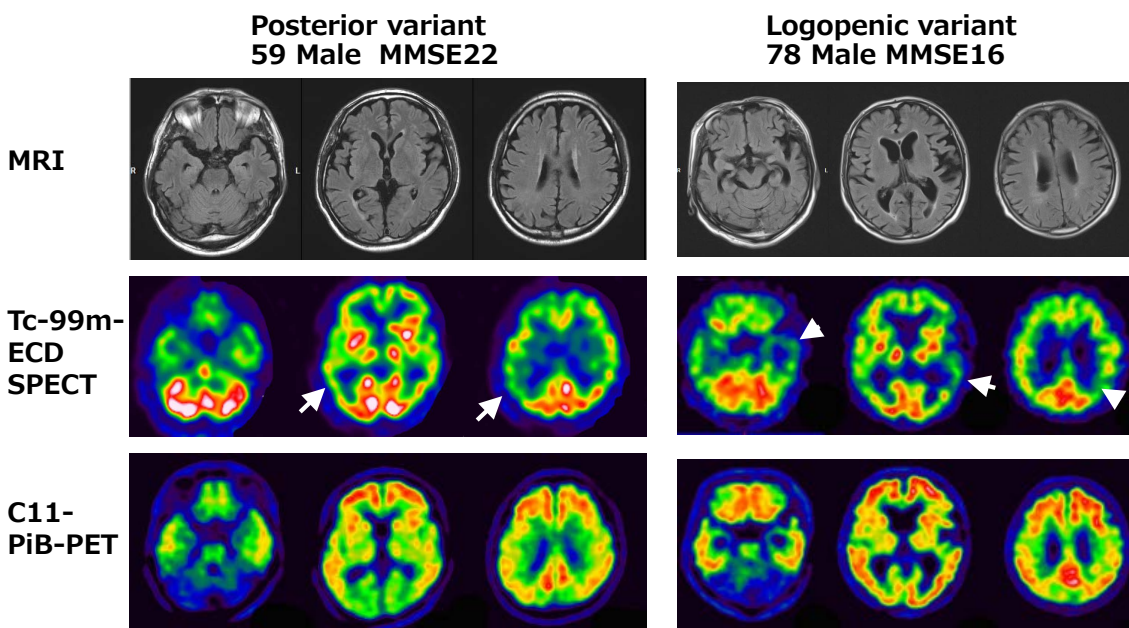 Posterior variant
59 Male  MMSE22
Logopenic variant
78 Male MMSE16
MRI
R
L
R
L
Tc-99m-
ECD
SPECT
C11-
PiB-PET